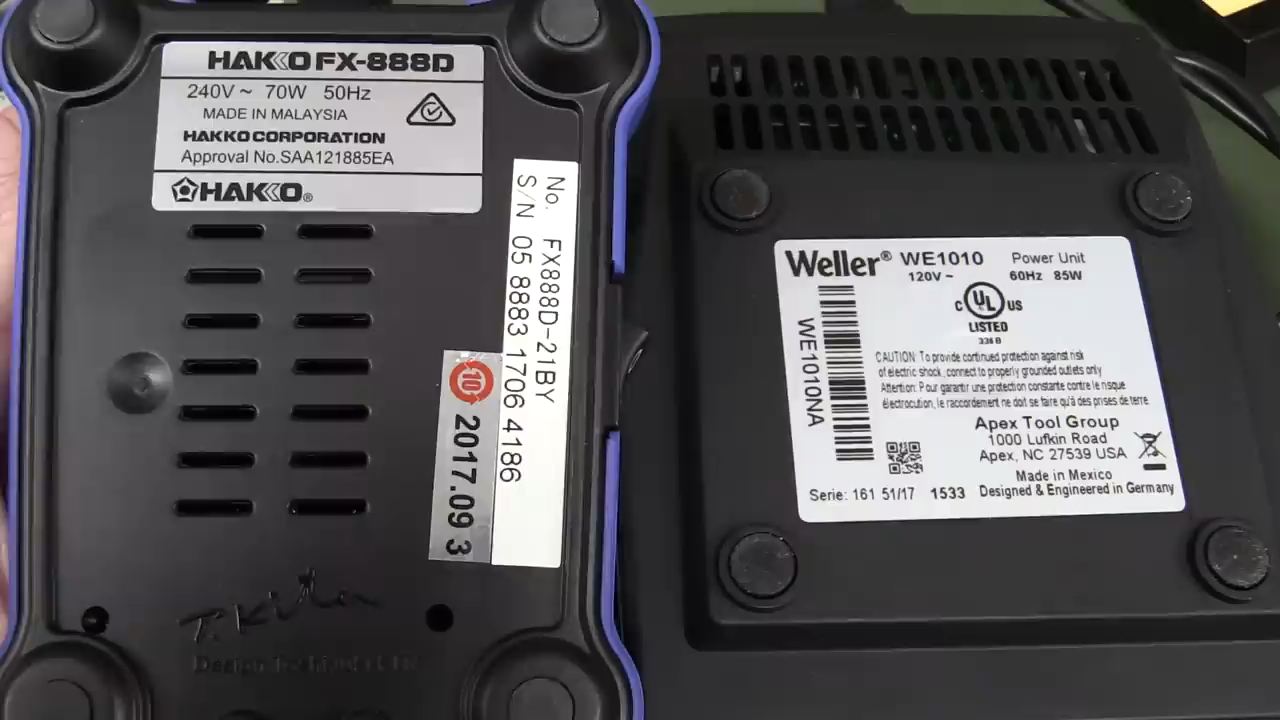 HAKKO FX-888D
240V ~ 70W 50Hz
MADE IN MALAYSIA
HAKKO CORPORATION
Approval No.SAA121885EA
HAKKO®
No. FX888D-21BY
S/N 05 8883 1706 4186
10
2017.09 3
T. Kita
Weller® WE1010 Power Unit
120V ~ 60Hz 85W
C UL US
LISTED
WE1010NA
CAUTION: To provide continued protection against risk
of electric shock, connect to properly grounded outlets only
Attention: Pour garantir une protection constante contre le risque
électrocution, le raccordement ne doit se faire qu'à des prises de terre
Apex Tool Group
1000 Lufkin Road
Apex, NC 27539 USA
Made in Mexico
Serie: 161 51/17 1533 Designed & Engineered in Germany